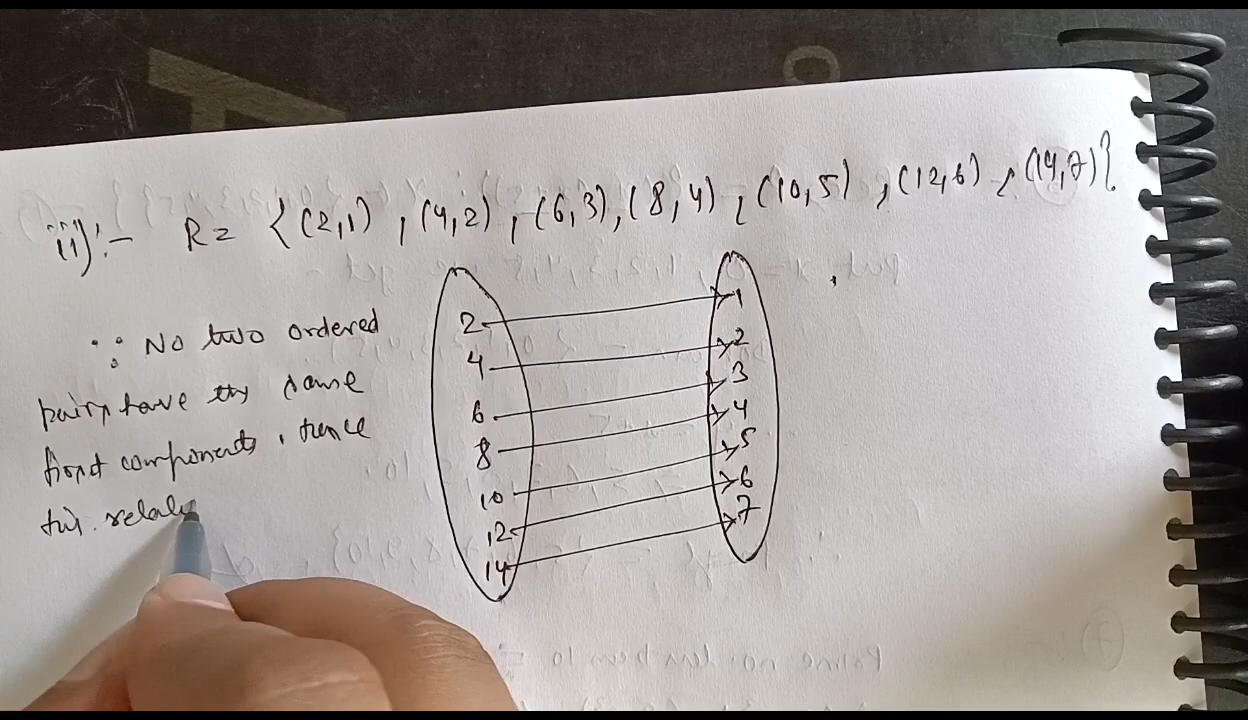 ii):- R = {(2,1) , (4,2) , (6,3), (8,4) , (10,5) , (12,6) , (14,7)}.
∵ No two ordered
pairs have the same
first components , hence
this relati
2
4
6
8
10
12
14
1
2
3
4
5
6
7